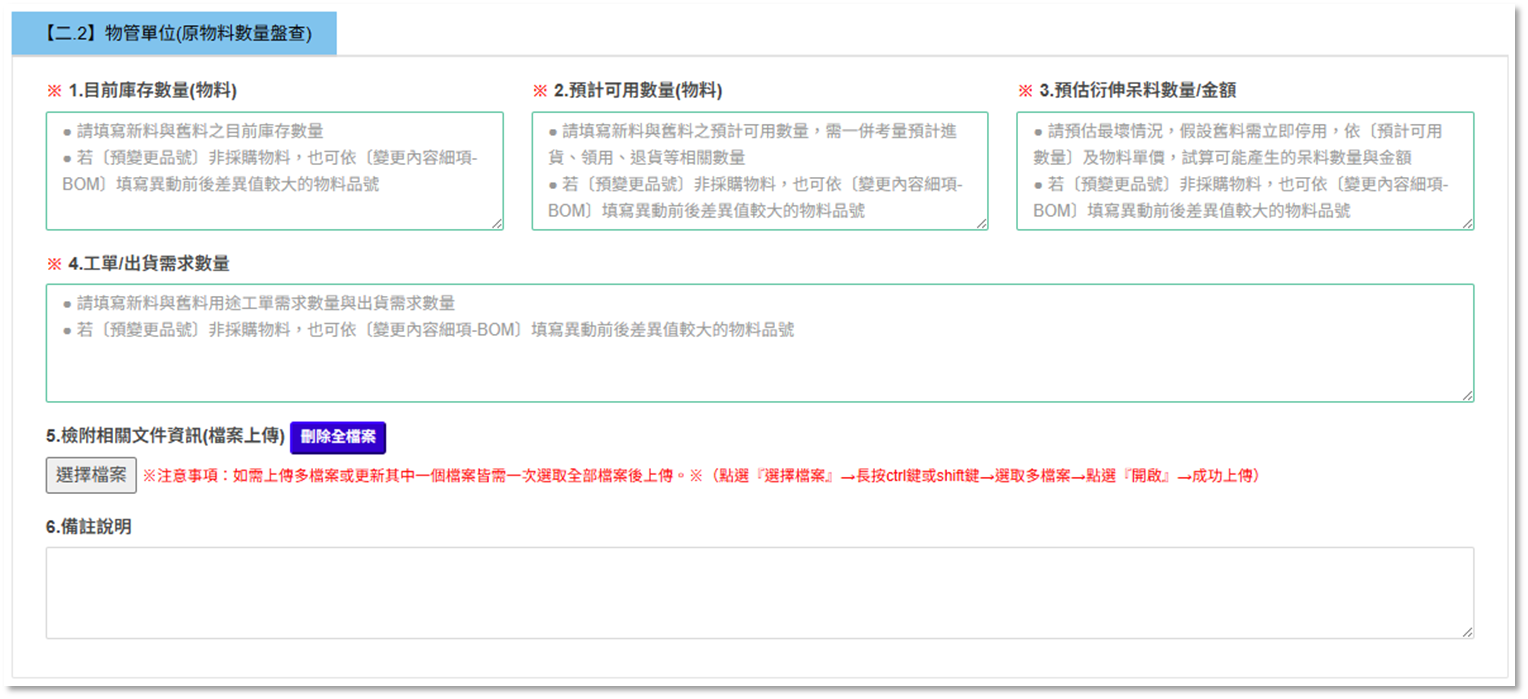 【二.2】物管單位(原物料數量盤查)
※ 1.目前庫存數量(物料)
● 請填寫新料與舊料之目前庫存數量
● 若〔預變更品號〕非採購物料，也可依〔變更內容細項-
BOM〕填寫異動前後差異值較大的物料品號
※ 2.預計可用數量(物料)
● 請填寫新料與舊料之預計可用數量，需一併考量預計進
貨、領用、退貨等相關數量
● 若〔預變更品號〕非採購物料，也可依〔變更內容細項-
BOM〕填寫異動前後差異值較大的物料品號
※ 3.預估衍伸呆料數量/金額
● 請預估最壞情況，假設舊料需立即停用，依〔預計可用
數量〕及物料單價，試算可能產生的呆料數量與金額
● 若〔預變更品號〕非採購物料，也可依〔變更內容細項-
BOM〕填寫異動前後差異值較大的物料品號
※ 4.工單/出貨需求數量
● 請填寫新料與舊料用途工單需求數量與出貨需求數量
● 若〔預變更品號〕非採購物料，也可依〔變更內容細項-BOM〕填寫異動前後差異值較大的物料品號
5.檢附相關文件資訊(檔案上傳) 刪除全檔案
選擇檔案 ※注意事項：如需上傳多檔案或更新其中一個檔案皆需一次選取全部檔案後上傳。※（點選『選擇檔案』→長按ctrl鍵或shift鍵→選取多檔案→點選『開啟』→成功上傳）
6.備註說明